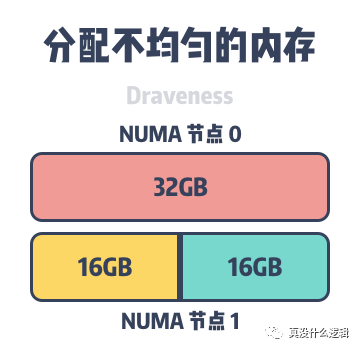 分配不均匀的内存
Draveness
NUMA 节点 0
32GB
16GB 16GB
NUMA 节点 1
真没什么逻辑